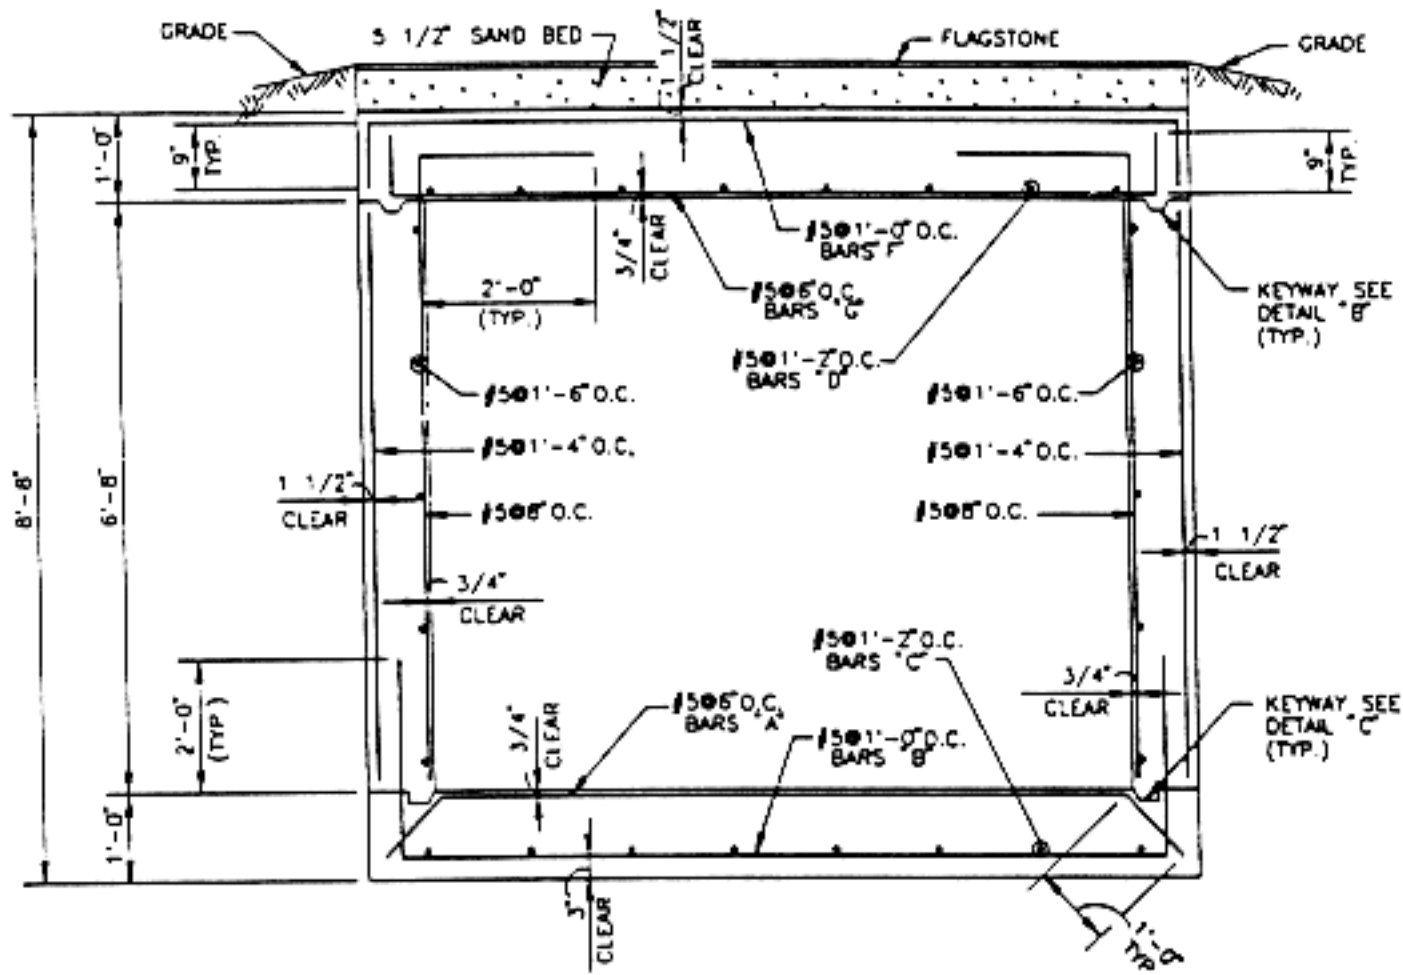 GRADE
5 1/2" SAND BED
1 1/2"
CLEAR
FLAGSTONE
GRADE
1'-0"
9"
TYP.
9"
TYP.
3/4"
CLEAR
#5@1'-0" O.C.
BARS "F"
2'-0"
(TYP.)
#5@6" O.C.
BARS "G"
KEYWAY SEE
DETAIL "B"
(TYP.)
#5@1'-2" O.C.
BARS "D"
#5@1'-6" O.C.
#5@1'-6" O.C.
#5@1'-4" O.C.
#5@1'-4" O.C.
8'-8"
6'-8"
1 1/2"
CLEAR
#5@8" O.C.
#5@8" O.C.
1 1/2"
CLEAR
3/4"
CLEAR
#5@1'-2" O.C.
BARS "C"
2'-0"
(TYP.)
3/4"
CLEAR
#5@6" O.C.
BARS "A"
3/4"
CLEAR
KEYWAY SEE
DETAIL "C"
(TYP.)
#5@1'-0" O.C.
BARS "B"
1'-0"
3"
CLEAR
1'-0"
TYP.